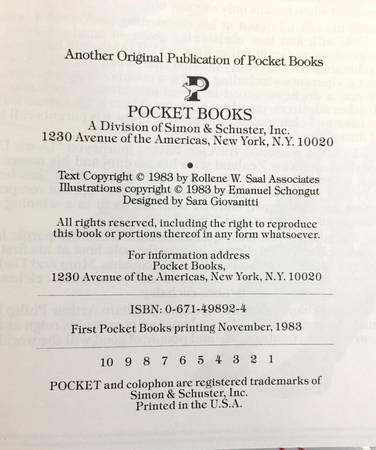 Another Original Publication of Pocket Books
P
POCKET BOOKS
A Division of Simon & Schuster, Inc.
1230 Avenue of the Americas, New York, N.Y. 10020
•
Text Copyright © 1983 by Rollene W. Saal Associates
Illustrations copyright © 1983 by Emanuel Schongut
Designed by Sara Giovanitti
All rights reserved, including the right to reproduce
this book or portions thereof in any form whatsoever.
For information address
Pocket Books,
1230 Avenue of the Americas, New York, N.Y. 10020
ISBN: 0-671-49892-4
First Pocket Books printing November, 1983
10 9 8 7 6 5 4 3 2 1
POCKET and colophon are registered trademarks of
Simon & Schuster, Inc.
Printed in the U.S.A.